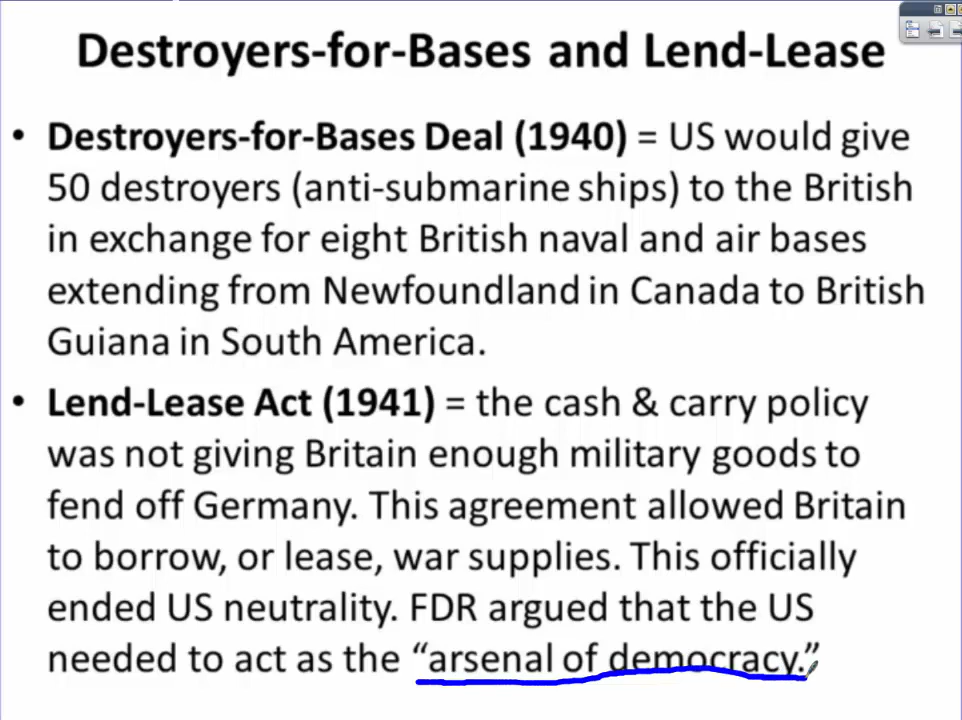 Destroyers-for-Bases and Lend-Lease
• Destroyers-for-Bases Deal (1940) = US would give
50 destroyers (anti-submarine ships) to the British
in exchange for eight British naval and air bases
extending from Newfoundland in Canada to British
Guiana in South America.
• Lend-Lease Act (1941) = the cash & carry policy
was not giving Britain enough military goods to
fend off Germany. This agreement allowed Britain
to borrow, or lease, war supplies. This officially
ended US neutrality. FDR argued that the US
needed to act as the “arsenal of democracy.”